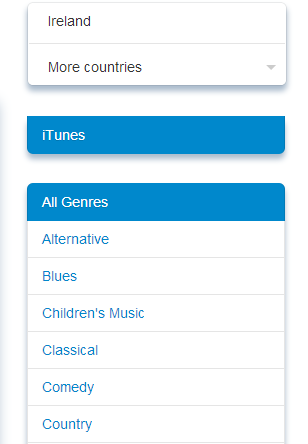 Ireland
More countries
iTunes
All Genres
Alternative
Blues
Children's Music
Classical
Comedy
Country